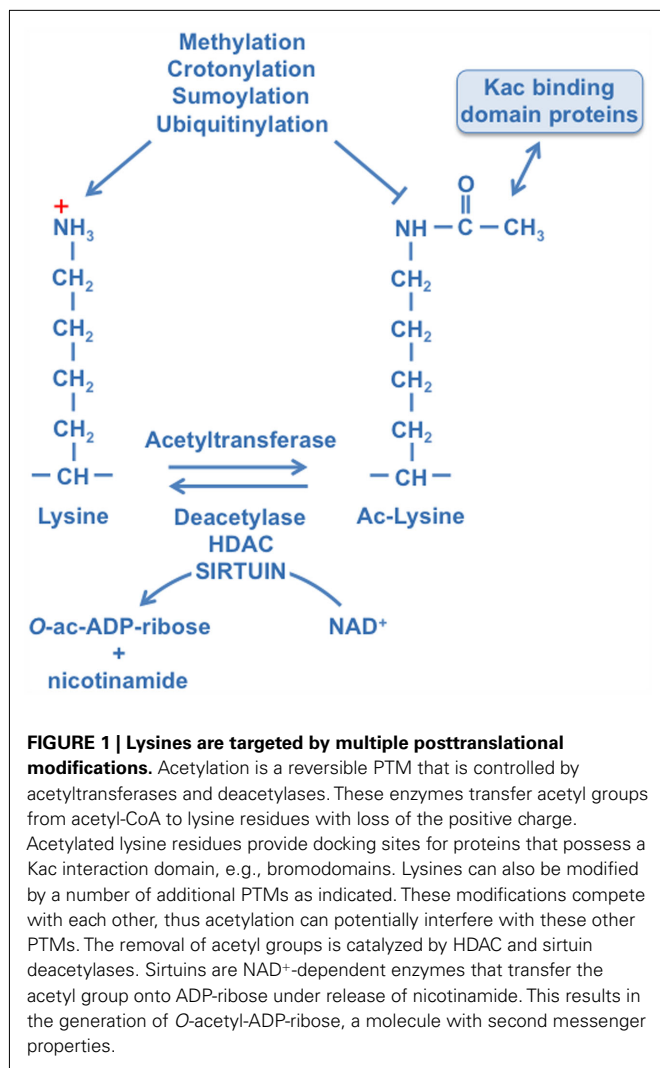 Methylation
Crotonylation
Sumoylation
Ubiquitinylation
Kac binding
domain proteins
+
NH3
CH2
CH2
CH2
CH2
— CH —
Lysine
O
NH — C — CH3
CH2
CH2
CH2
CH2
— CH —
Ac-Lysine
Acetyltransferase
Deacetylase
HDAC
SIRTUIN
O-ac-ADP-ribose
+
nicotinamide
NAD+
FIGURE 1 | Lysines are targeted by multiple posttranslational
modifications. Acetylation is a reversible PTM that is controlled by
acetyltransferases and deacetylases. These enzymes transfer acetyl groups
from acetyl-CoA to lysine residues with loss of the positive charge.
Acetylated lysine residues provide docking sites for proteins that possess a
Kac interaction domain, e.g., bromodomains. Lysines can also be modified
by a number of additional PTMs as indicated. These modifications compete
with each other, thus acetylation can potentially interfere with these other
PTMs. The removal of acetyl groups is catalyzed by HDAC and sirtuin
deacetylases. Sirtuins are NAD+-dependent enzymes that transfer the
acetyl group onto ADP-ribose under release of nicotinamide. This results in
the generation of O-acetyl-ADP-ribose, a molecule with second messenger
properties.